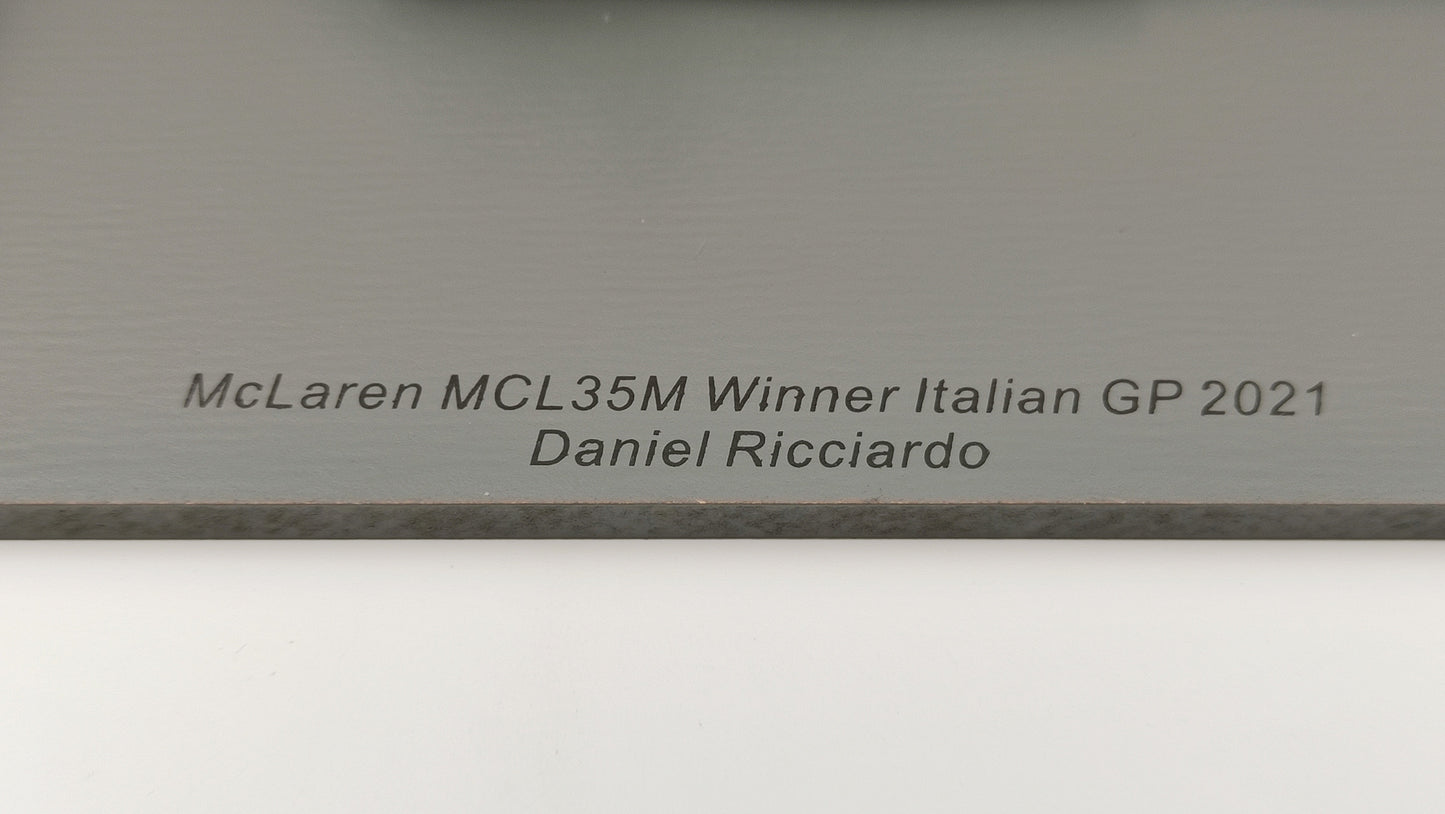 McLaren MCL35M Winner Italian GP 2021
Daniel Ricciardo